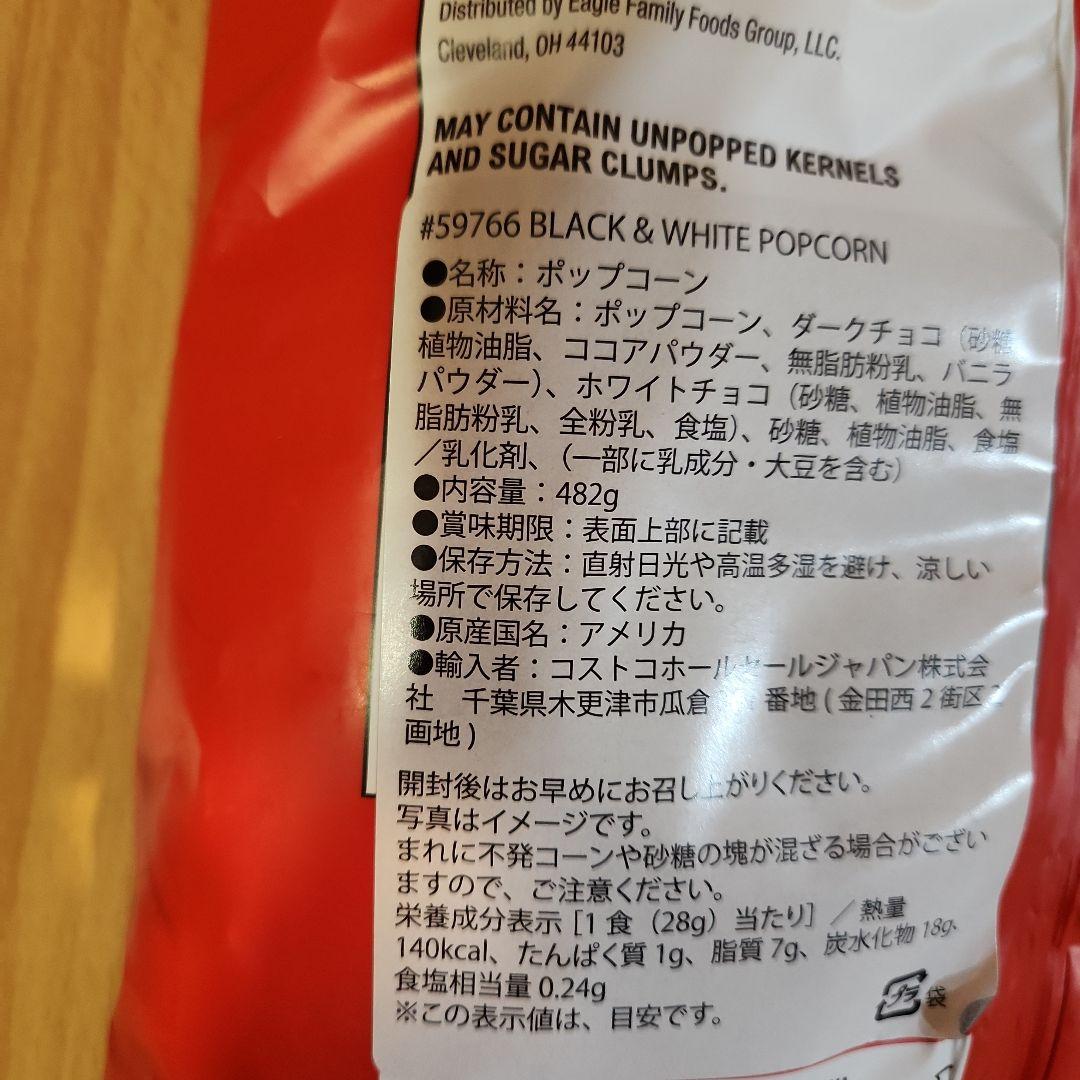 Distributed by Eagle Family Foods Group, LLC.
Cleveland, OH 44103
MAY CONTAIN UNPOPPED KERNELS
AND SUGAR CLUMPS.
#59766 BLACK & WHITE POPCORN
●名称：ポップコーン
●原材料名：ポップコーン、ダークチョコ（砂糖
植物油脂、ココアパウダー、無脂肪粉乳、バニラ
パウダー）、ホワイトチョコ（砂糖、植物油脂、無
脂肪粉乳、全粉乳、食塩）、砂糖、植物油脂、食塩
／乳化剤、（一部に乳成分・大豆を含む）
●内容量：482g
●賞味期限：表面上部に記載
●保存方法：直射日光や高温多湿を避け、涼しい
場所で保存してください。
●原産国名：アメリカ
●輸入者：コストコホールセールジャパン株式会
社 千葉県木更津市瓜倉 番地 ( 金田西 2 街区 2
画地 )
開封後はお早めにお召し上がりください。
写真はイメージです。
まれに不発コーンや砂糖の塊が混ざる場合がござい
ますので、ご注意ください。
栄養成分表示 [1 食（28g）当たり] ／熱量
140kcal、たんぱく質 1g、脂質 7g、炭水化物 18g、
食塩相当量 0.24g
※この表示値は、目安です。
プラ 袋